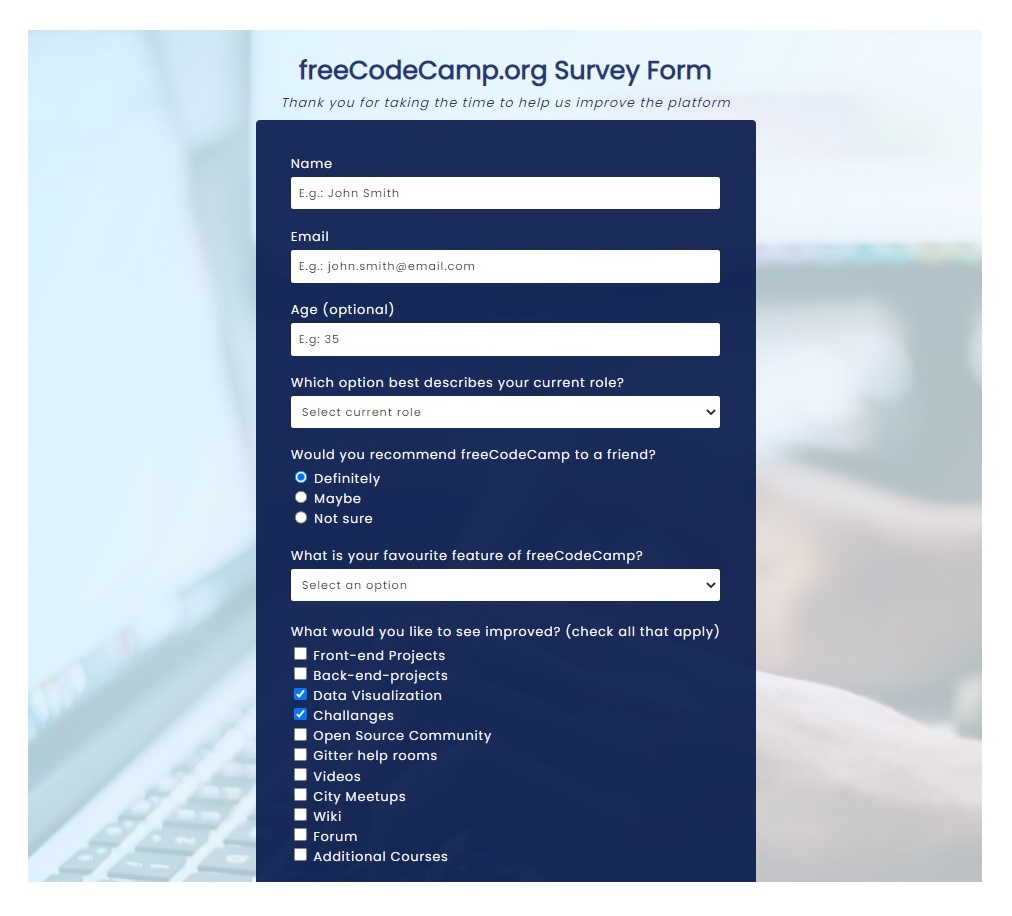 freeCodeCamp.org Survey Form
Thank you for taking the time to help us improve the platform
Name
E.g.: John Smith
Email
E.g.: john.smith@email.com
Age (optional)
E.g: 35
Which option best describes your current role?
Select current role
Would you recommend freeCodeCamp to a friend?
Definitely
Maybe
Not sure
What is your favourite feature of freeCodeCamp?
Select an option
What would you like to see improved? (check all that apply)
Front-end Projects
Back-end-projects
Data Visualization
Challanges
Open Source Community
Gitter help rooms
Videos
City Meetups
Wiki
Forum
Additional Courses